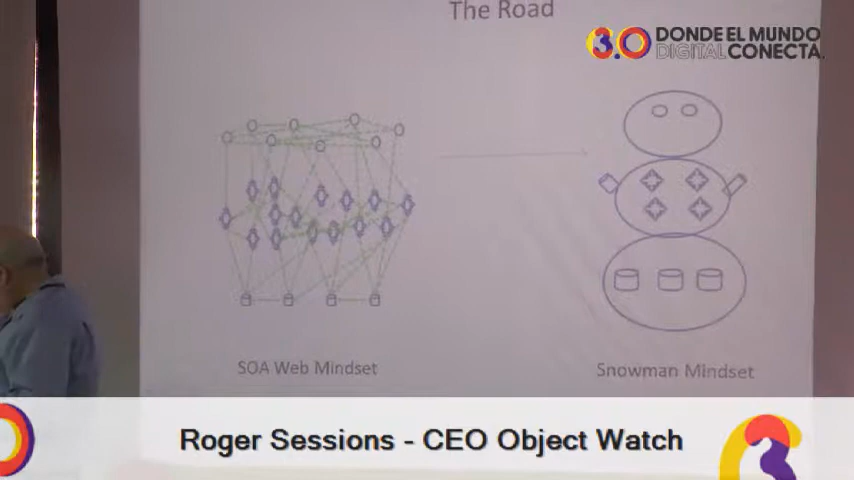 The Road
3.0
DONDE EL MUNDO
DIGITAL CONECTA.
SOA Web Mindset
Snowman Mindset
Roger Sessions - CEO Object Watch